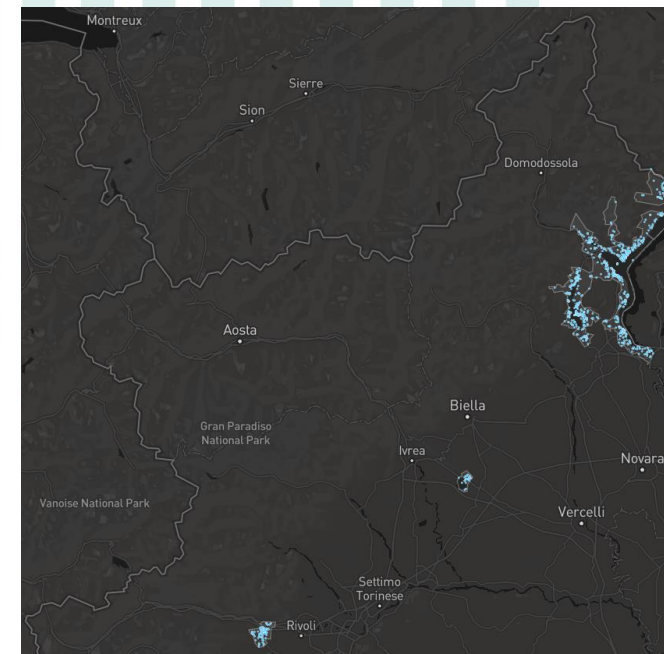 Montreux
Sierre
Sion
Domodossola
Aosta
Biella
Gran Paradiso
National Park
Ivrea
Novara
Vanoise National Park
Vercelli
Settimo
Torinese
Rivoli